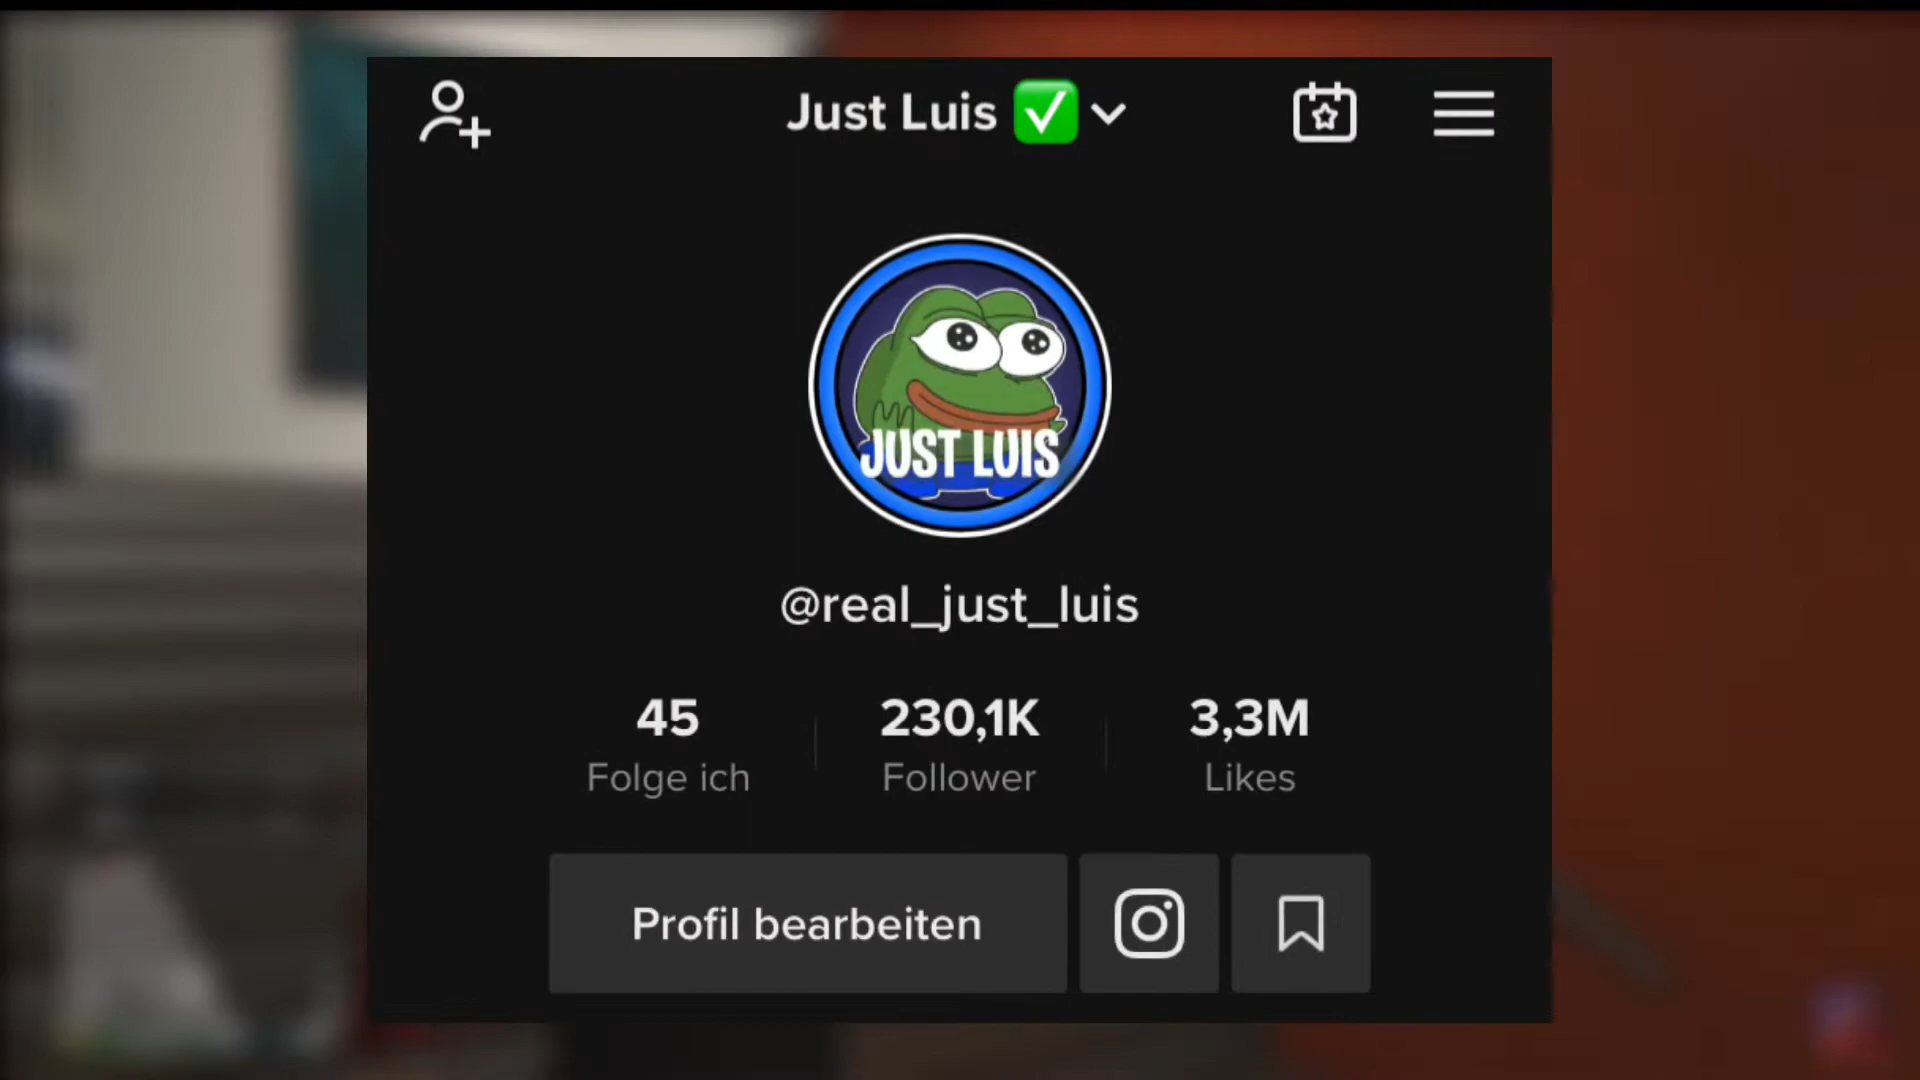 Just Luis ✅
JUST LUIS
@real_just_luis
45 230,1K 3,3M
Folge ich Follower Likes
Profil bearbeiten